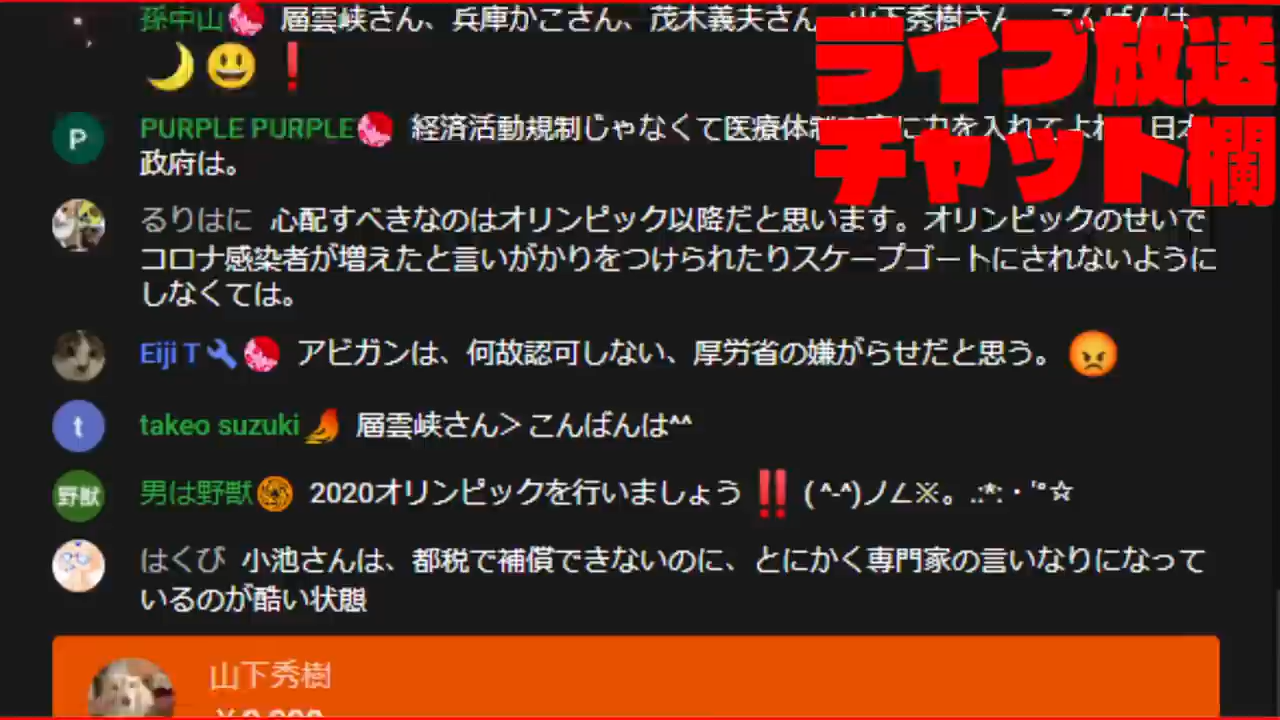 孫中山 層雲峡さん、兵庫かこさん、茂木義夫さん、山下秀樹さん、こんばんは
🌙😃❗
ライブ放送
チャット欄
P PURPLE PURPLE 経済活動規制じゃなくて医療体制 に力を入れてよね 日本
政府は。
るりはに 心配すべきなのはオリンピック以降だと思います。オリンピックのせいで
コロナ感染者が増えたと言いがかりをつけられたりスケープゴートにされないように
しなくては。
Eiji T アビガンは、何故認可しない、厚労省の嫌がらせだと思う。😡
t takeo suzuki 層雲峡さん＞こんばんは^^
野獣 男は野獣 2020オリンピックを行いましょう‼ (^-^)ノ∠※。.:*:・'°☆
はくび 小池さんは、都税で補償できないのに、とにかく専門家の言いなりになって
いるのが酷い状態
山下秀樹